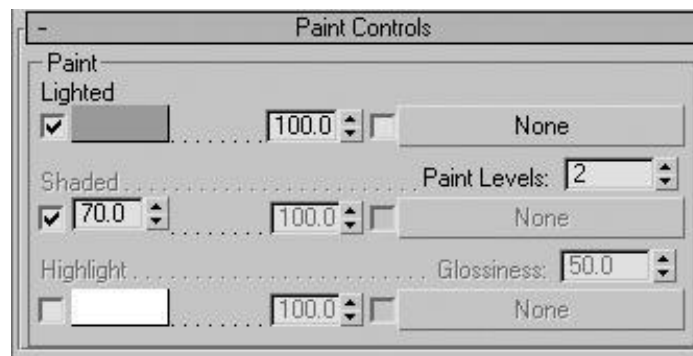 - Paint Controls
Paint
Lighted
100.0 None
Shaded Paint Levels: 2
70.0 100.0 None
Highlight Glossiness: 50.0
100.0 None